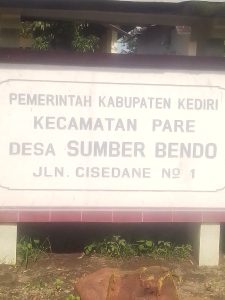 PEMERINTAH KABUPATEN KEDIRI
KECAMATAN PARE
DESA SUMBER BENDO
JLN. CISEDANE Nº 1